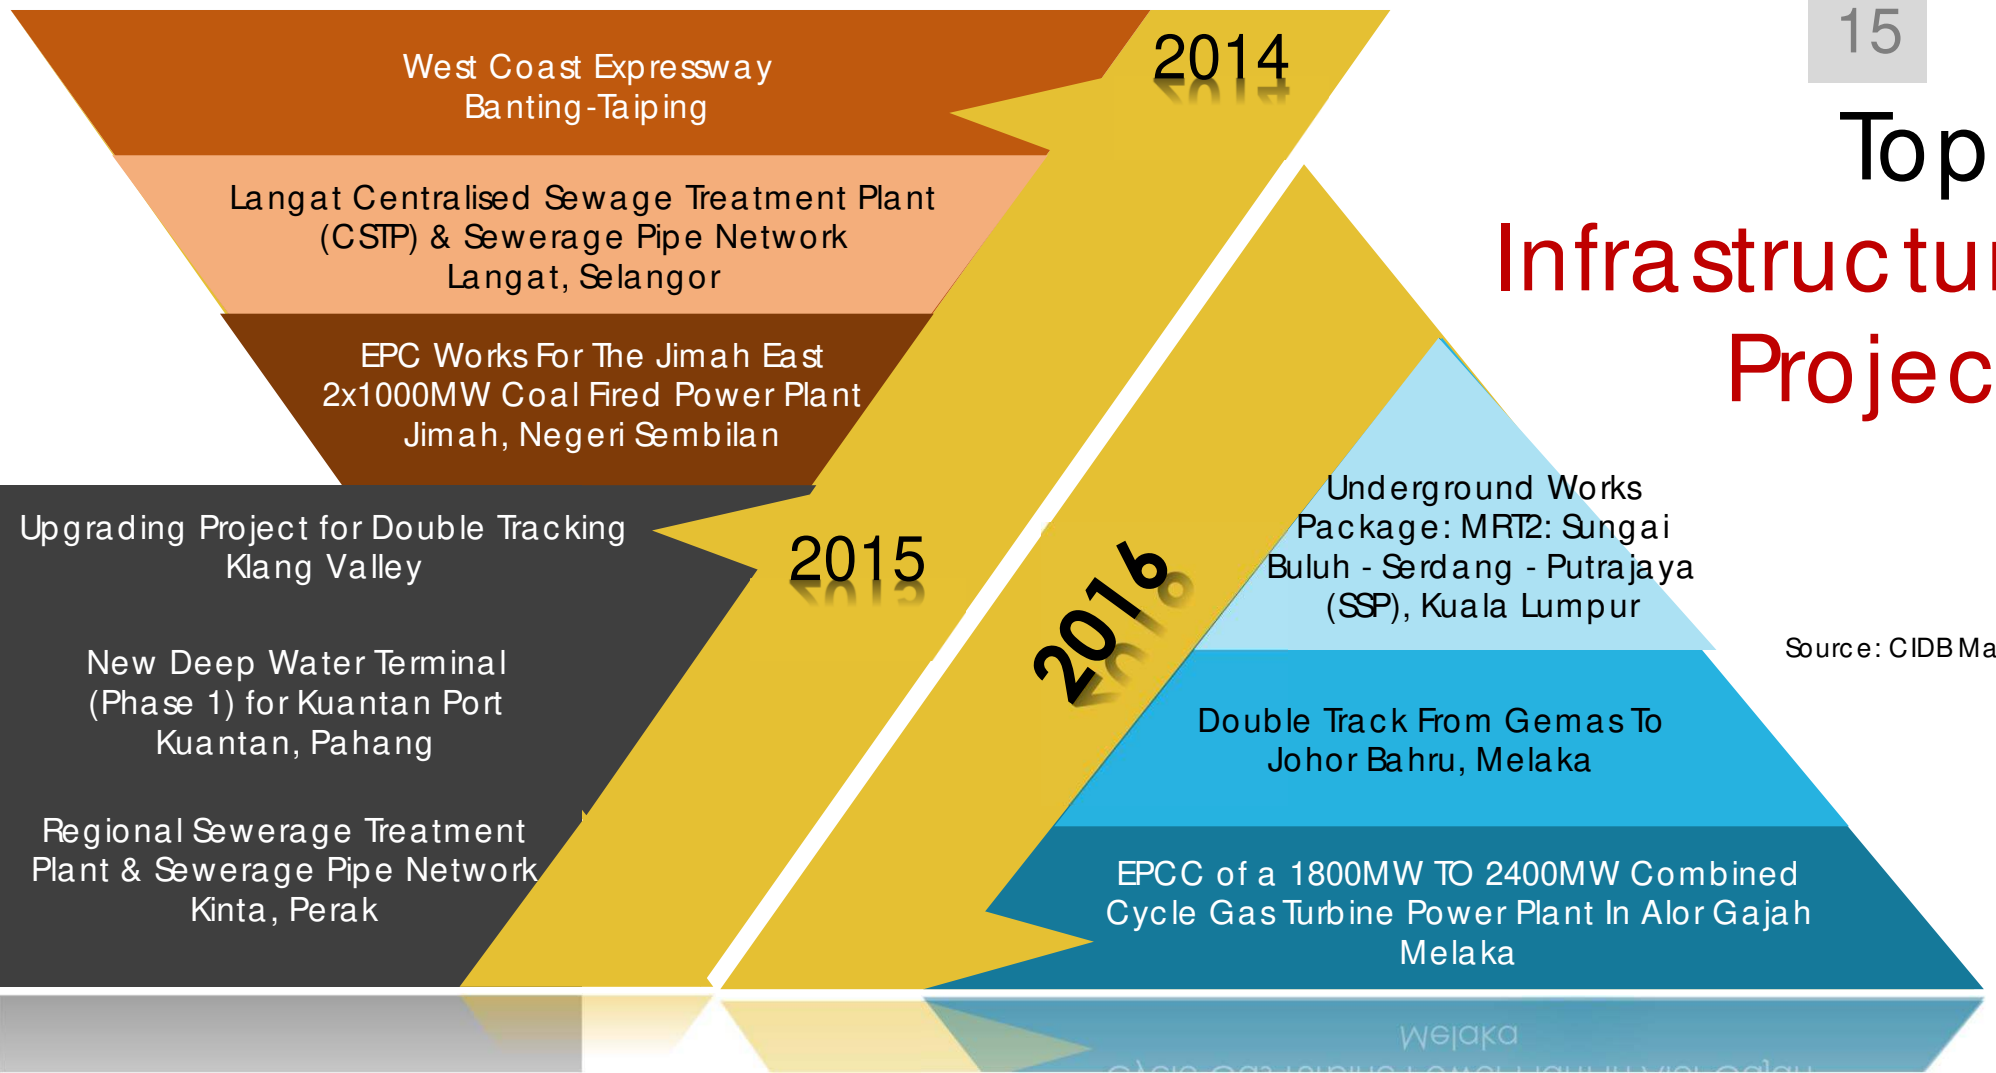 15
Top
Infrastructur
Projec
2014
West Coast Expressway
Banting-Taiping
Langat Centralised Sewage Treatment Plant
(CSTP) & Sewerage Pipe Network
Langat, Selangor
EPC Works For The Jimah East
2x1000MW Coal Fired Power Plant
Jimah, Negeri Sembilan
2015
Upgrading Project for Double Tracking
Klang Valley
New Deep Water Terminal
(Phase 1) for Kuantan Port
Kuantan, Pahang
Regional Sewerage Treatment
Plant & Sewerage Pipe Network
Kinta, Perak
2016
Underground Works
Package: MRT2: Sungai
Buluh - Serdang - Putrajaya
(SSP), Kuala Lumpur
Double Track From Gemas To
Johor Bahru, Melaka
EPCC of a 1800MW TO 2400MW Combined
Cycle Gas Turbine Power Plant In Alor Gajah
Melaka
Source: CIDB Ma